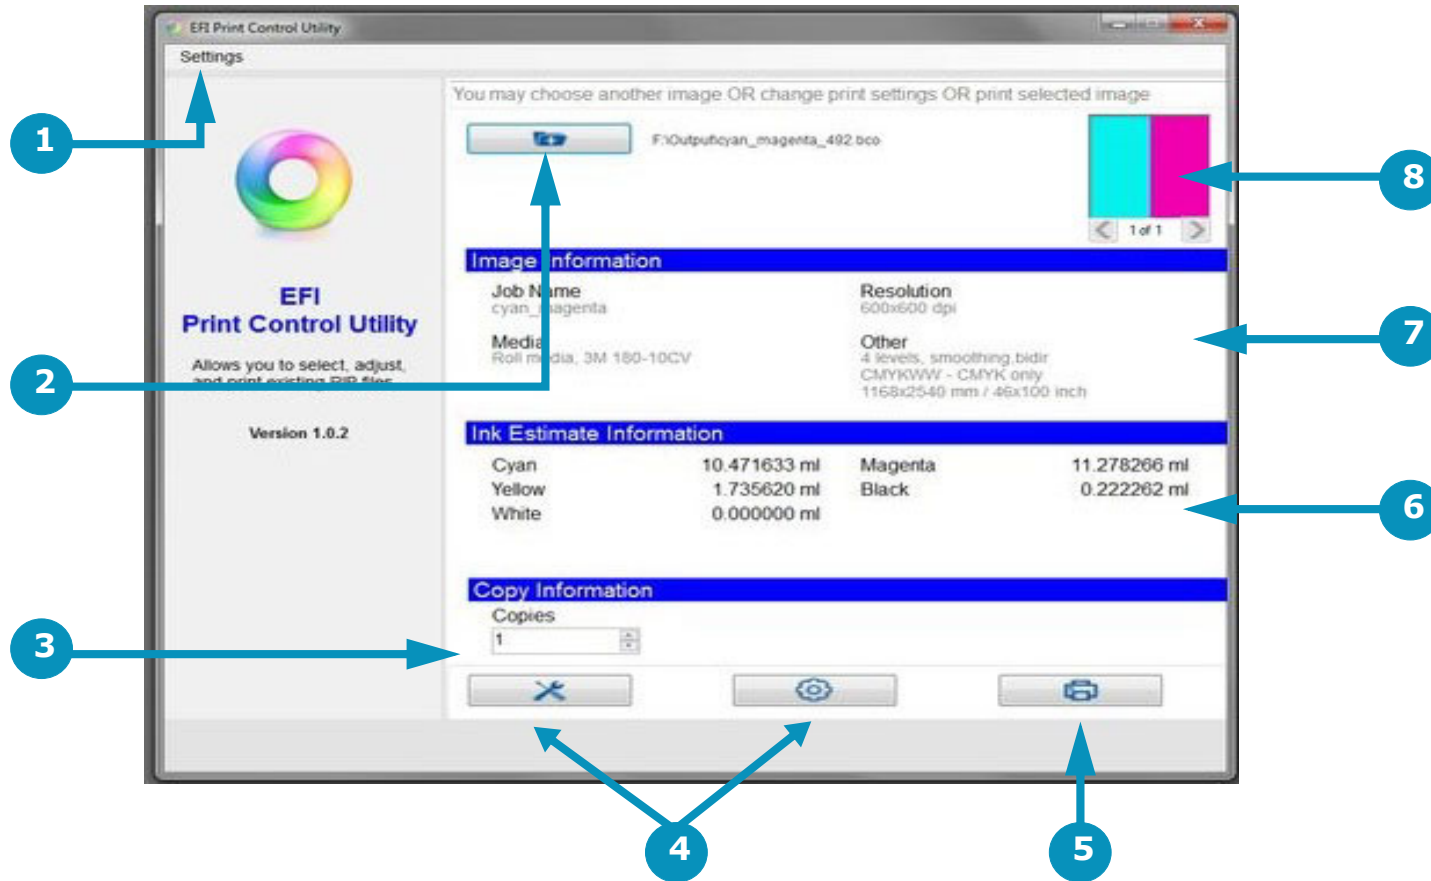 EFI Print Control Utility
Settings
You may choose another image OR change print settings OR print selected image
1
F:\Output\cyan_magenta_492.bco
8
1 of 1
Image Information
EFI
Print Control Utility
Job Name
cyan_magenta
Resolution
600x600 dpi
7
Allows you to select, adjust,
and print existing RIP files
Media
Roll media, 3M 180-10CV
Other
4 levels, smoothing,bidir
CMYKWW - CMYK only
1168x2540 mm / 46x100 inch
2
Version 1.0.2
Ink Estimate Information
Cyan 10.471633 ml Magenta 11.278266 ml
Yellow 1.735620 ml Black 0.222262 ml
White 0.000000 ml
6
Copy Information
Copies
1
3
4
5